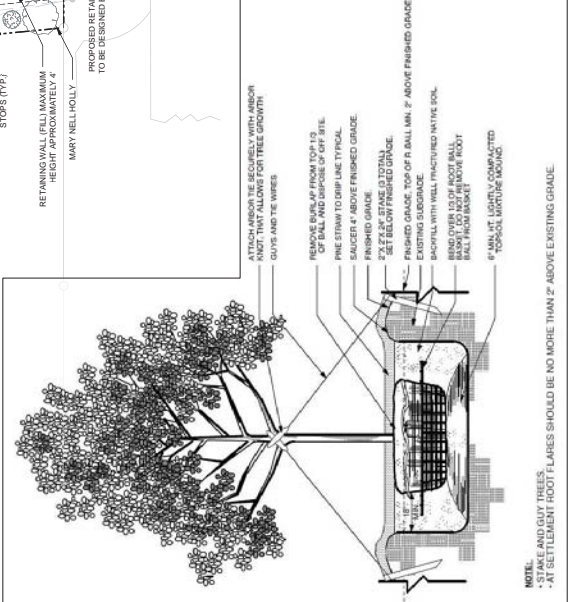 STOPS (TYP.)
RETAINING WALL (FILL) MAXIMUM
HEIGHT APPROXIMATELY 4'
MARY NELL HOLLY
PROPOSED RETAI
TO BE DESIGNED B
ATTACH ARBOR TIE SECURELY WITH ARBOR
KNOT, THAT ALLOWS FOR TREE GROWTH
GUYS AND TIE WIRES
REMOVE BURLAP FROM TOP 1/3
OF BALL AND DISPOSE OF OFF SITE.
PINE STRAW TO DRIP LINE TYPICAL
SAUCER 4" ABOVE FINISHED GRADE.
FINISHED GRADE.
2"X 2"X 24" STAKE (3 TOTAL)
SET BELOW FINISHED GRADE.
FINISHED GRADE, TOP OF R. BALL MIN. 2" ABOVE FINISHED GRADE
EXISTING SUBGRADE.
BACKFILL WITH WELL FRACTURED NATIVE SOIL.
BEND OVER 1/3 OF ROOT BALL
BASKET, DO NOT REMOVE ROOT
BALL FROM BASKET
6" MIN. HT. LIGHTLY COMPACTED
TOPSOIL MIXTURE MOUND.
18"
MIN.
NOTE:
• STAKE AND GUY TREES.
• AT SETTLEMENT ROOT FLARES SHOULD BE NO MORE THAN 2" ABOVE EXISTING GRADE.